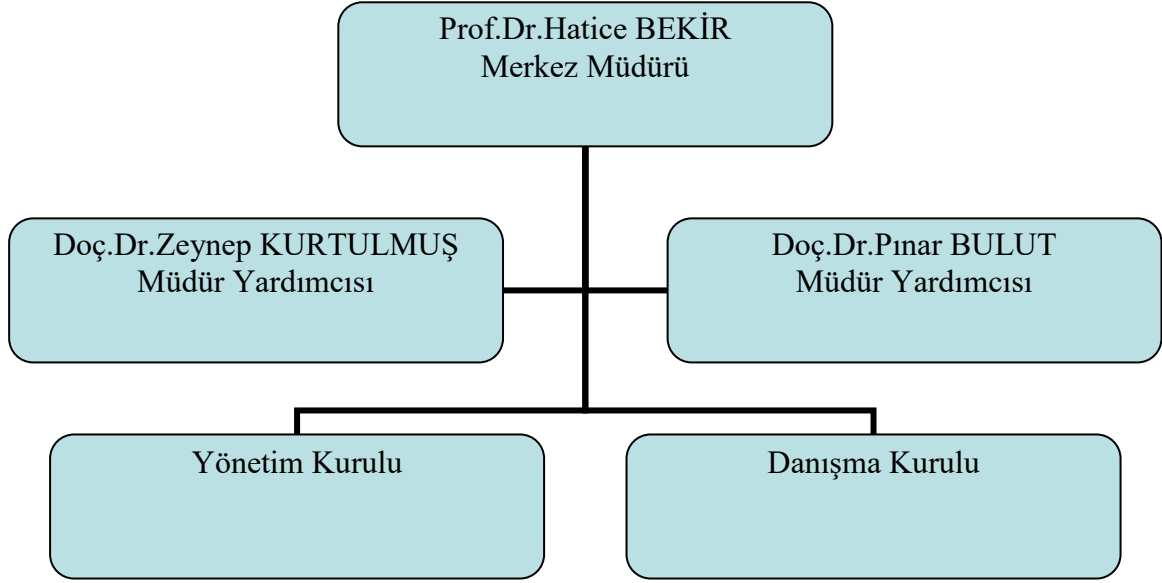 Prof.Dr.Hatice BEKİR
Merkez Müdürü
Doç.Dr.Zeynep KURTULMUŞ
Müdür Yardımcısı
Doç.Dr.Pınar BULUT
Müdür Yardımcısı
Yönetim Kurulu
Danışma Kurulu